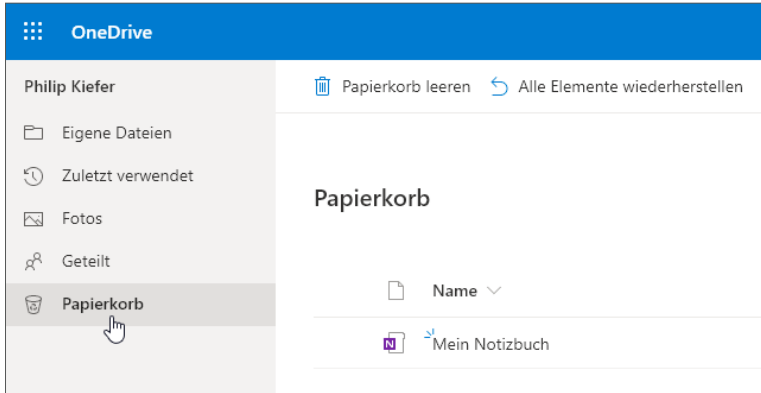 OneDrive
Philip Kiefer
Eigene Dateien
Zuletzt verwendet
Fotos
Geteilt
Papierkorb
Papierkorb leeren
Alle Elemente wiederherstellen
Papierkorb
Name
N
Mein Notizbuch